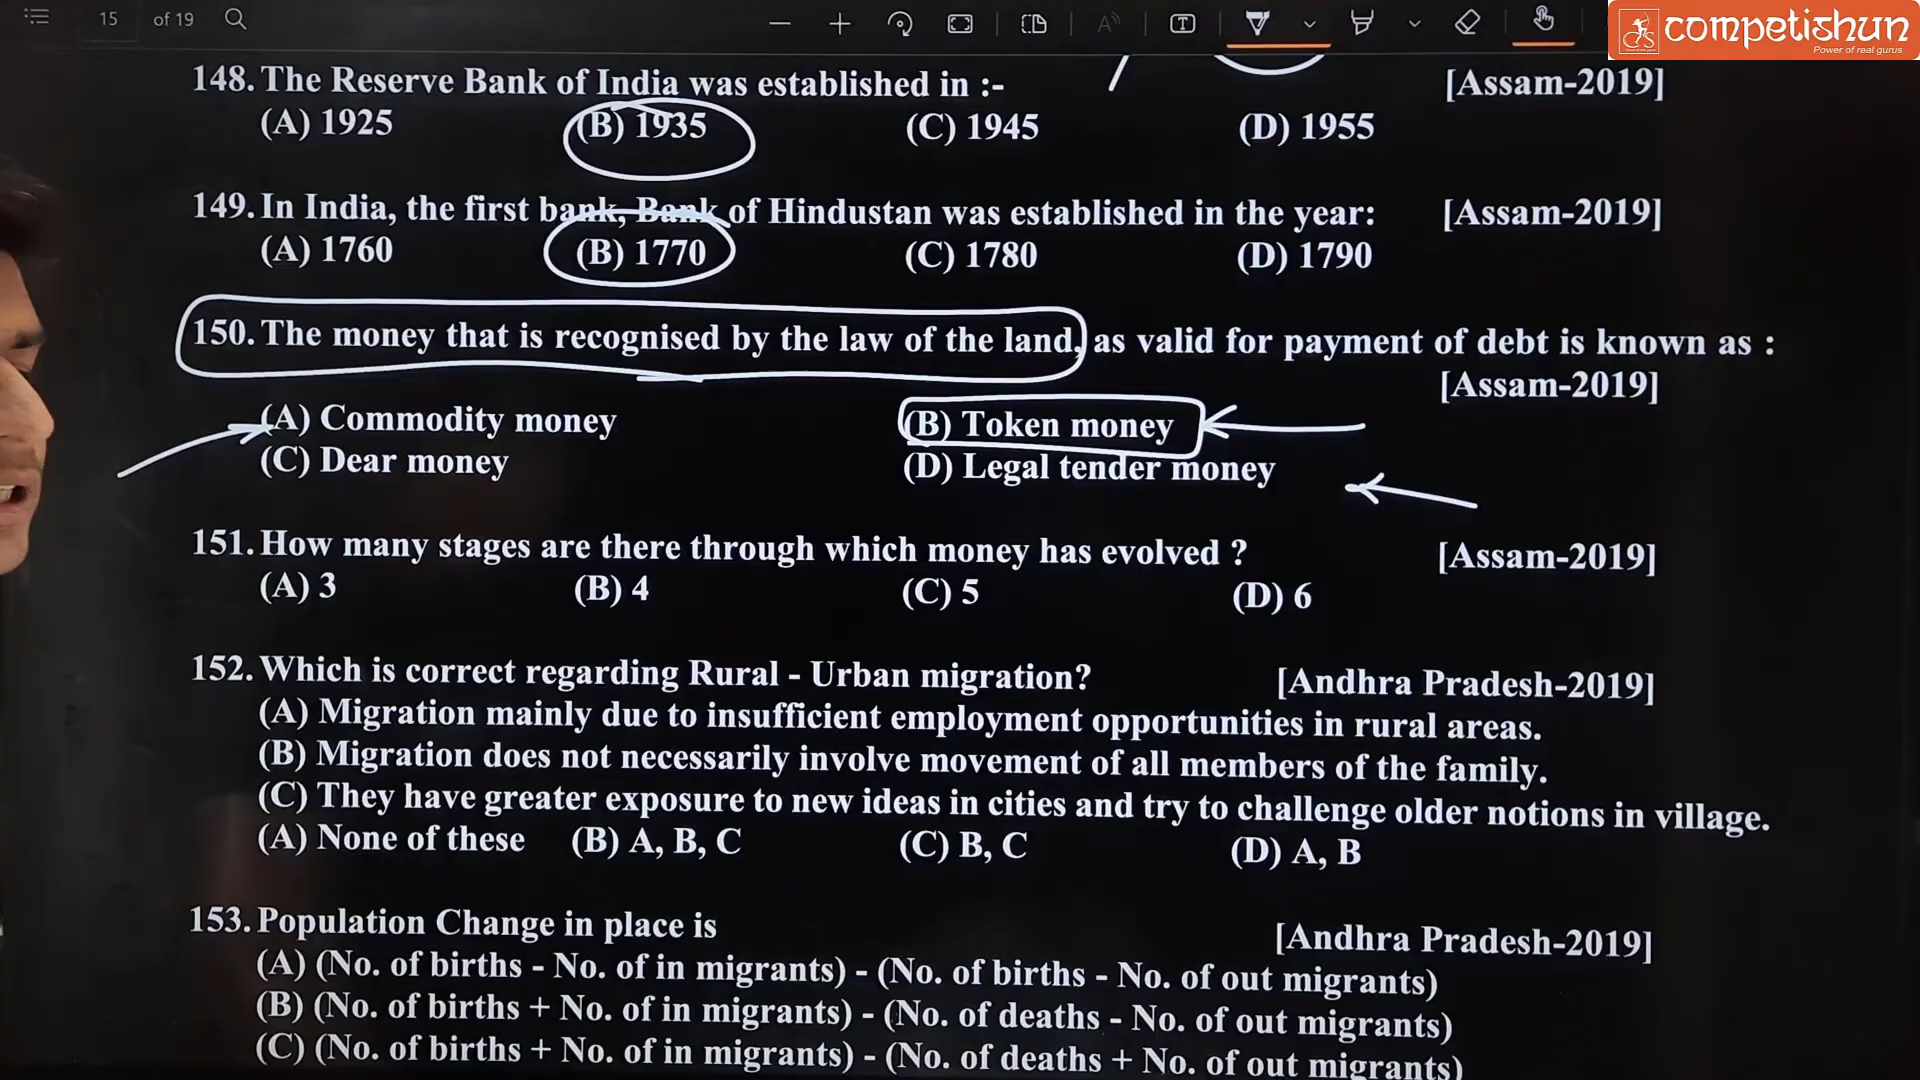 15 of 19
competishun
Power of real gurus
148. The Reserve Bank of India was established in :- [Assam-2019]
(A) 1925 (B) 1935 (C) 1945 (D) 1955
149. In India, the first bank, Bank of Hindustan was established in the year: [Assam-2019]
(A) 1760 (B) 1770 (C) 1780 (D) 1790
150. The money that is recognised by the law of the land, as valid for payment of debt is known as :
[Assam-2019]
(A) Commodity money (B) Token money
(C) Dear money (D) Legal tender money
151. How many stages are there through which money has evolved ? [Assam-2019]
(A) 3 (B) 4 (C) 5 (D) 6
152. Which is correct regarding Rural - Urban migration? [Andhra Pradesh-2019]
(A) Migration mainly due to insufficient employment opportunities in rural areas.
(B) Migration does not necessarily involve movement of all members of the family.
(C) They have greater exposure to new ideas in cities and try to challenge older notions in village.
(A) None of these (B) A, B, C (C) B, C (D) A, B
153. Population Change in place is [Andhra Pradesh-2019]
(A) (No. of births - No. of in migrants) - (No. of births - No. of out migrants)
(B) (No. of births + No. of in migrants) - (No. of deaths - No. of out migrants)
(C) (No. of births + No. of in migrants) - (No. of deaths + No. of out migrants)